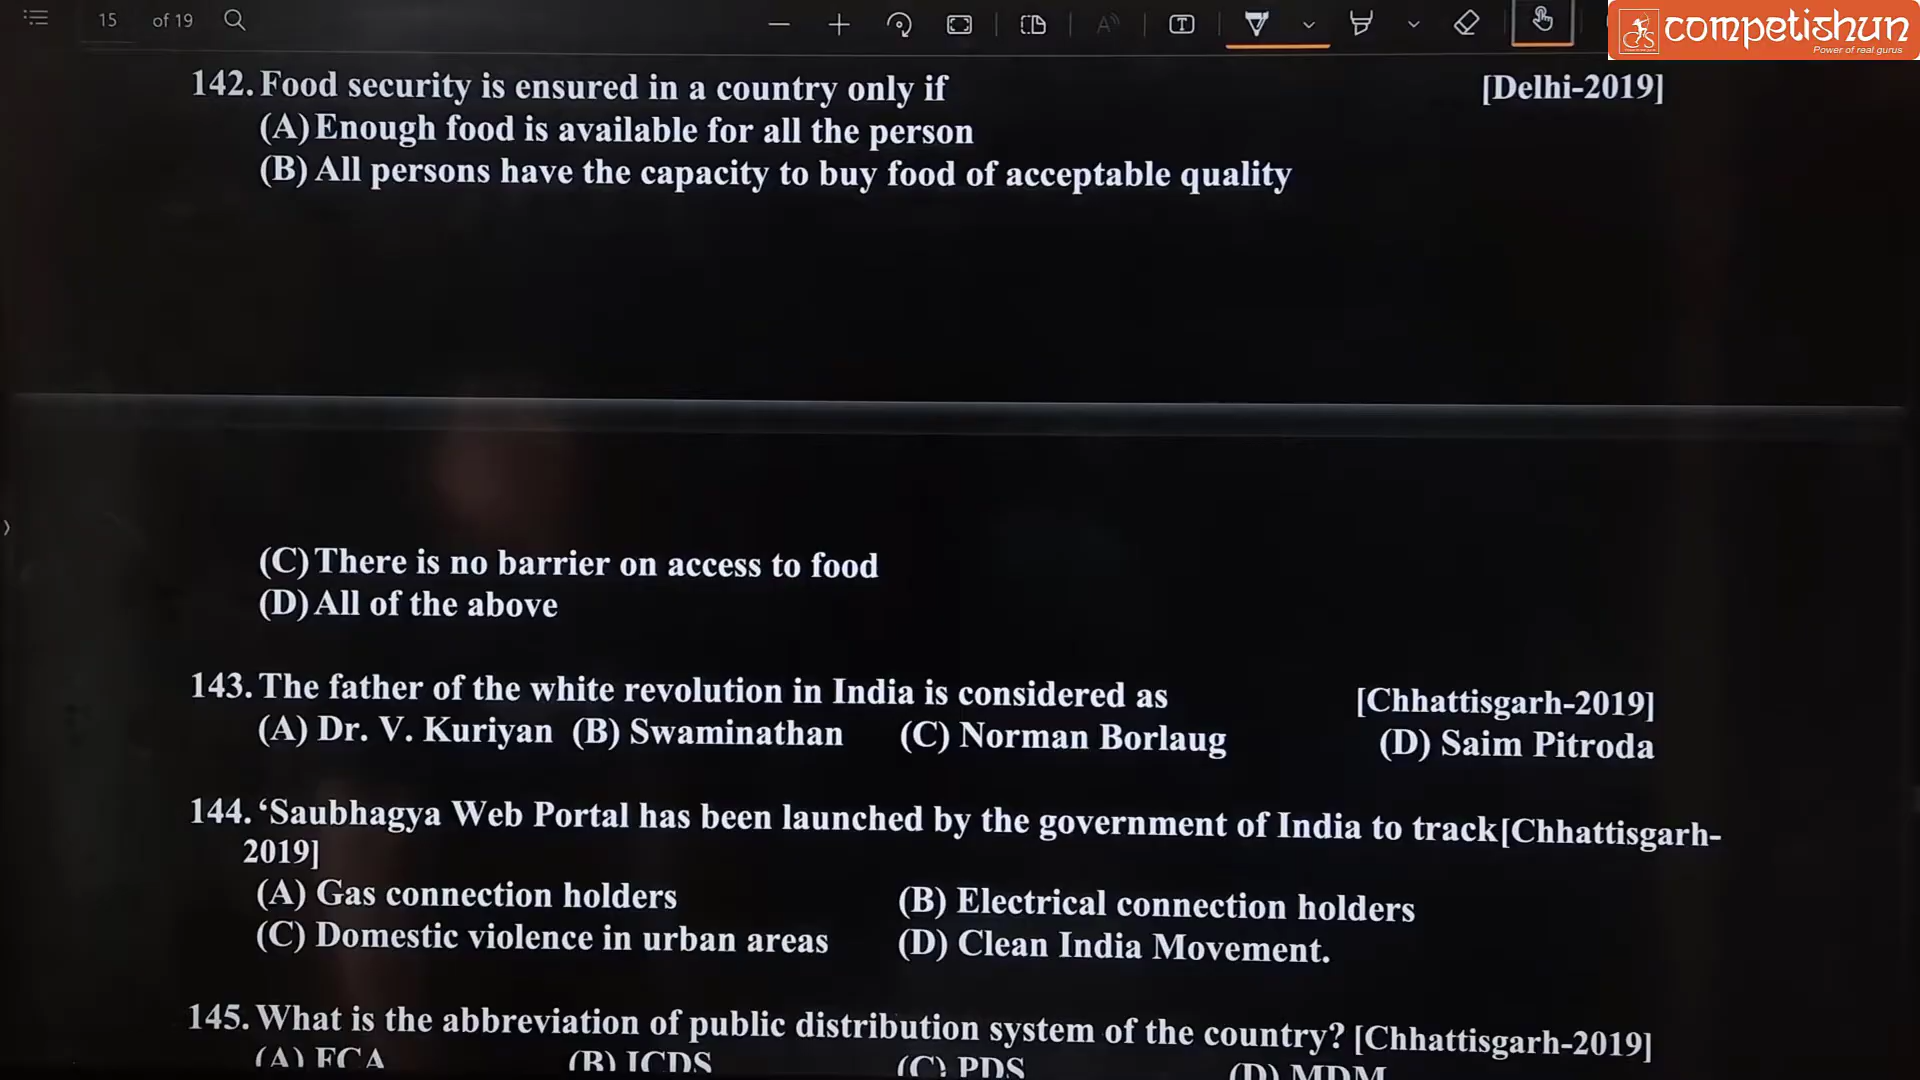 15 of 19
competishun
Power of real gurus
142. Food security is ensured in a country only if [Delhi-2019]
(A) Enough food is available for all the person
(B) All persons have the capacity to buy food of acceptable quality
(C) There is no barrier on access to food
(D) All of the above
143. The father of the white revolution in India is considered as [Chhattisgarh-2019]
(A) Dr. V. Kuriyan (B) Swaminathan (C) Norman Borlaug (D) Saim Pitroda
144. ‘Saubhagya Web Portal has been launched by the government of India to track[Chhattisgarh-
2019]
(A) Gas connection holders (B) Electrical connection holders
(C) Domestic violence in urban areas (D) Clean India Movement.
145. What is the abbreviation of public distribution system of the country? [Chhattisgarh-2019]
(A) FCA (B) ICDS (C) PDS (D) MDM